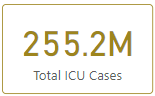 255.2M
Total ICU Cases